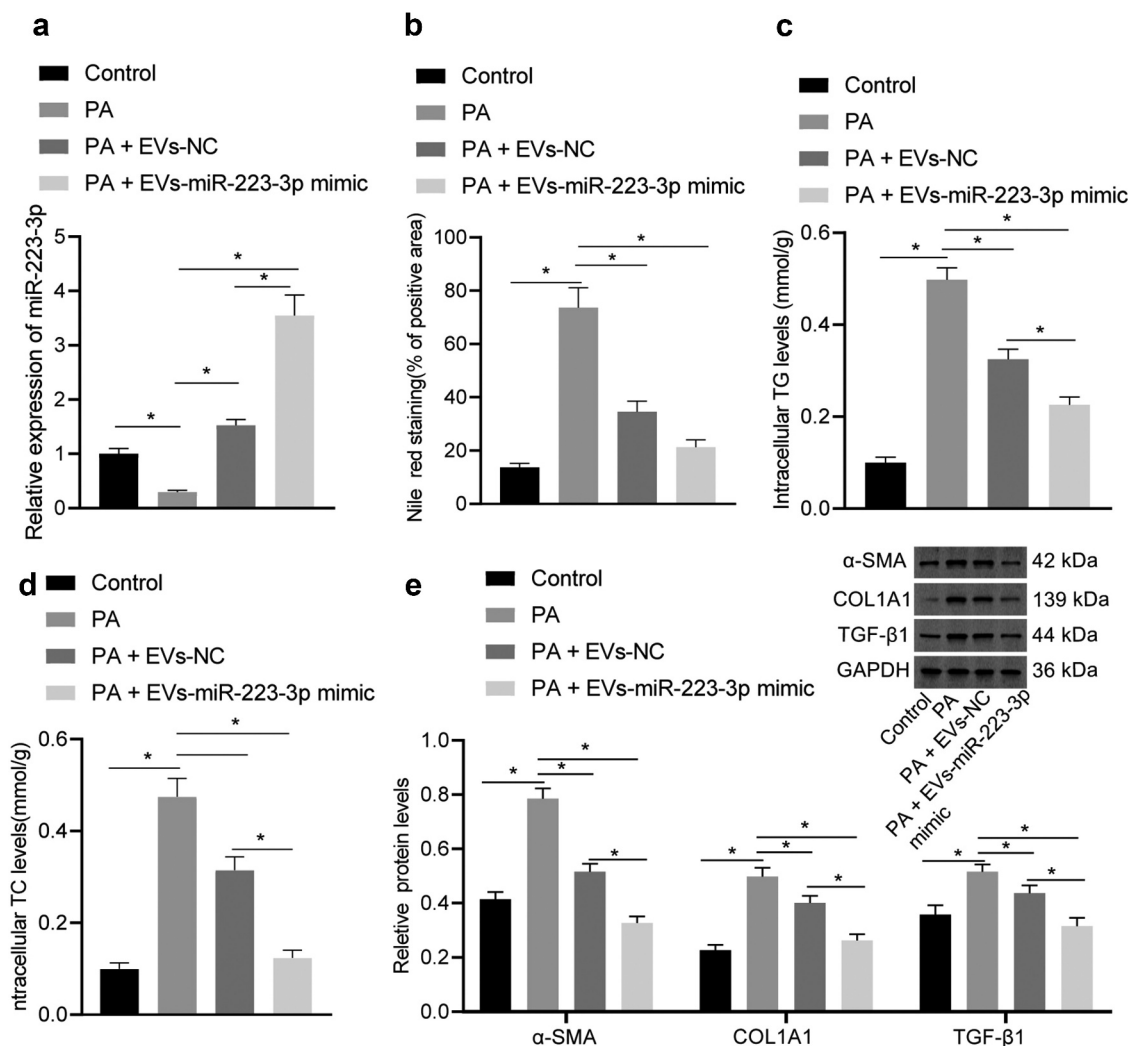 a
Control
PA
PA + EVs-NC
PA + EVs-miR-223-3p mimic
Relative expression of miR-223-3p
5
4
3
2
1
0
*
*
*
*
b
Control
PA
PA + EVs-NC
PA + EVs-miR-223-3p mimic
Nile red staining(% of positive area)
100
80
60
40
20
0
*
*
*
c
Control
PA
PA + EVs-NC
PA + EVs-miR-223-3p mimic
Intracellular TG levels (mmol/g)
0.6
0.4
0.2
0.0
*
*
*
*
d
Control
PA
PA + EVs-NC
PA + EVs-miR-223-3p mimic
ntracellular TC levels(mmol/g)
0.6
0.4
0.2
0.0
*
*
*
e
Control
PA
PA + EVs-NC
PA + EVs-miR-223-3p mimic
Reletive protein levels
1.0
0.8
0.6
0.4
0.2
0.0
*
*
*
*
*
*
*
*
*
*
*
*
α-SMA
COL1A1
TGF-β1
α-SMA 42 kDa
COL1A1 139 kDa
TGF-β1 44 kDa
GAPDH 36 kDa
Control
PA
PA + EVs-NC
PA + EVs-miR-223-3p
mimic